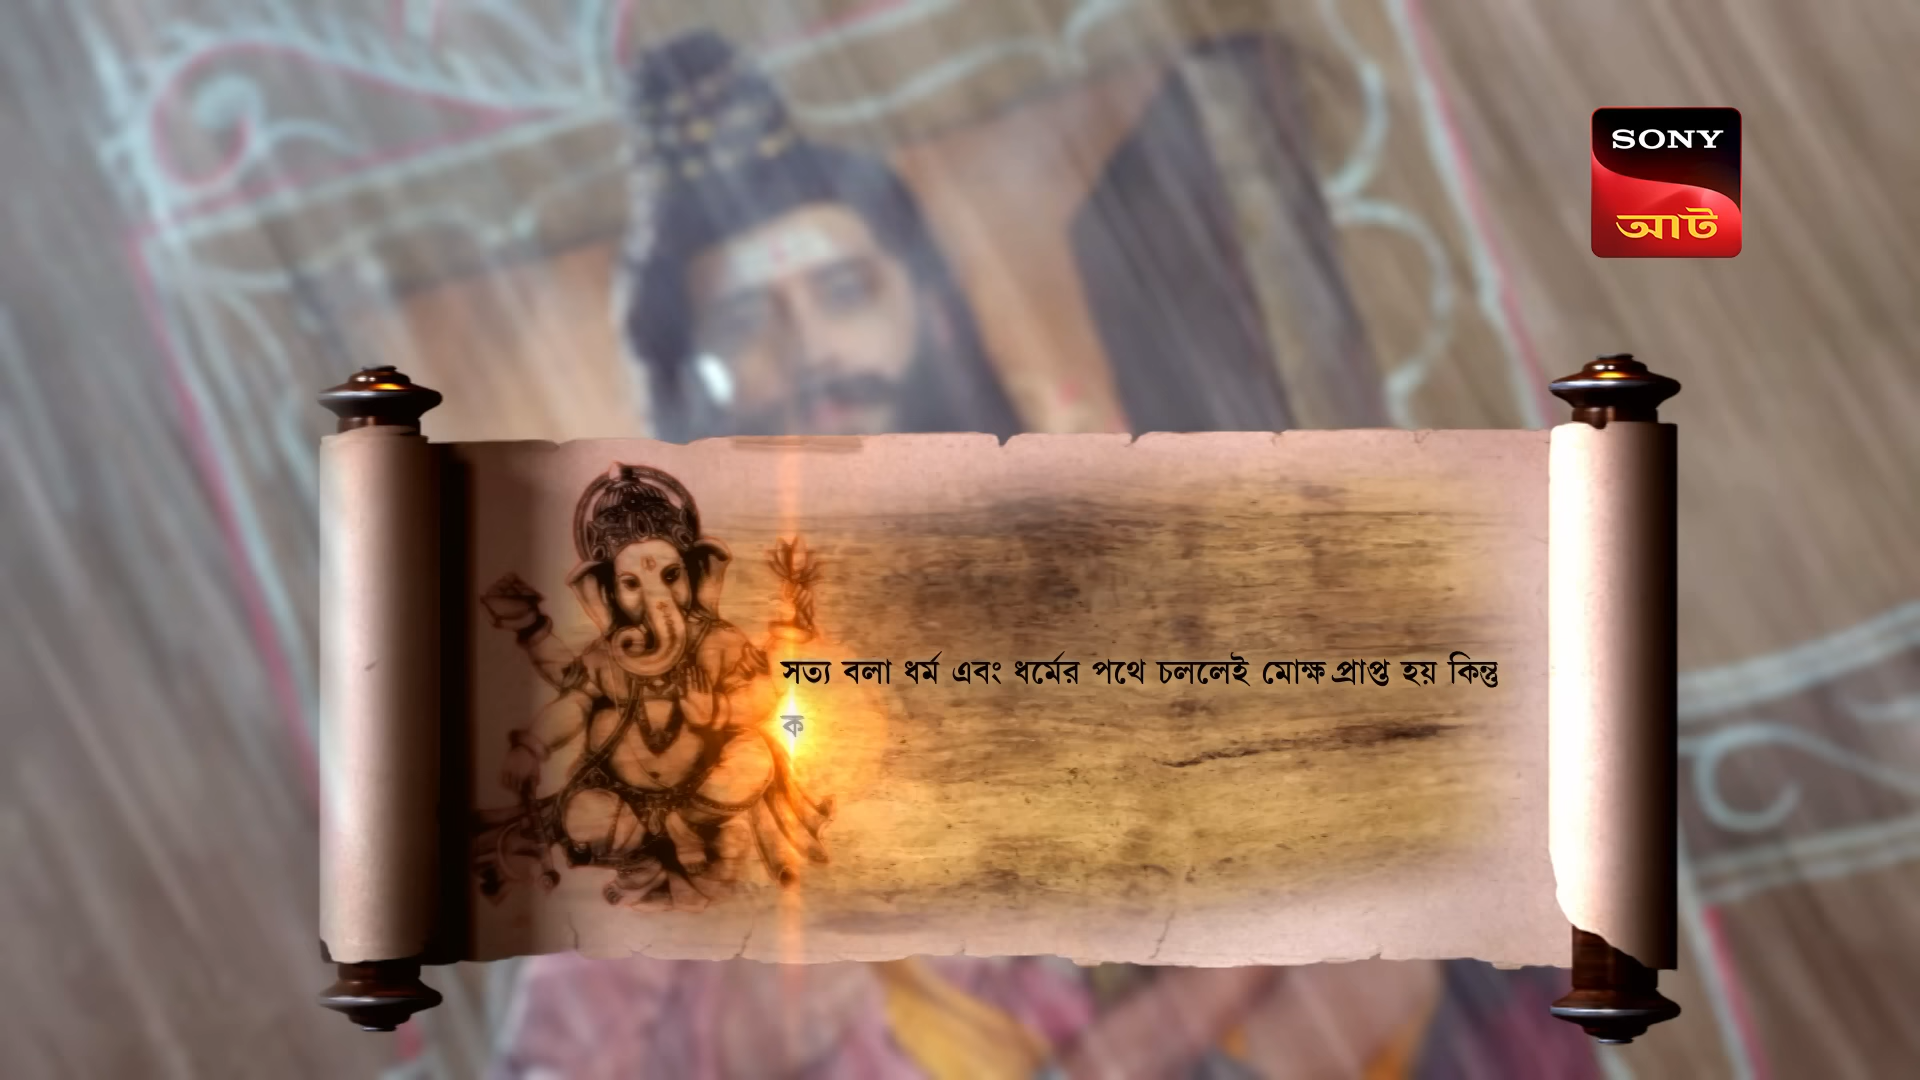 SONY
আট
সত্য বলা ধর্ম এবং ধর্মের পথে চললেই মোক্ষ প্রাপ্ত হয় কিন্তু
ক